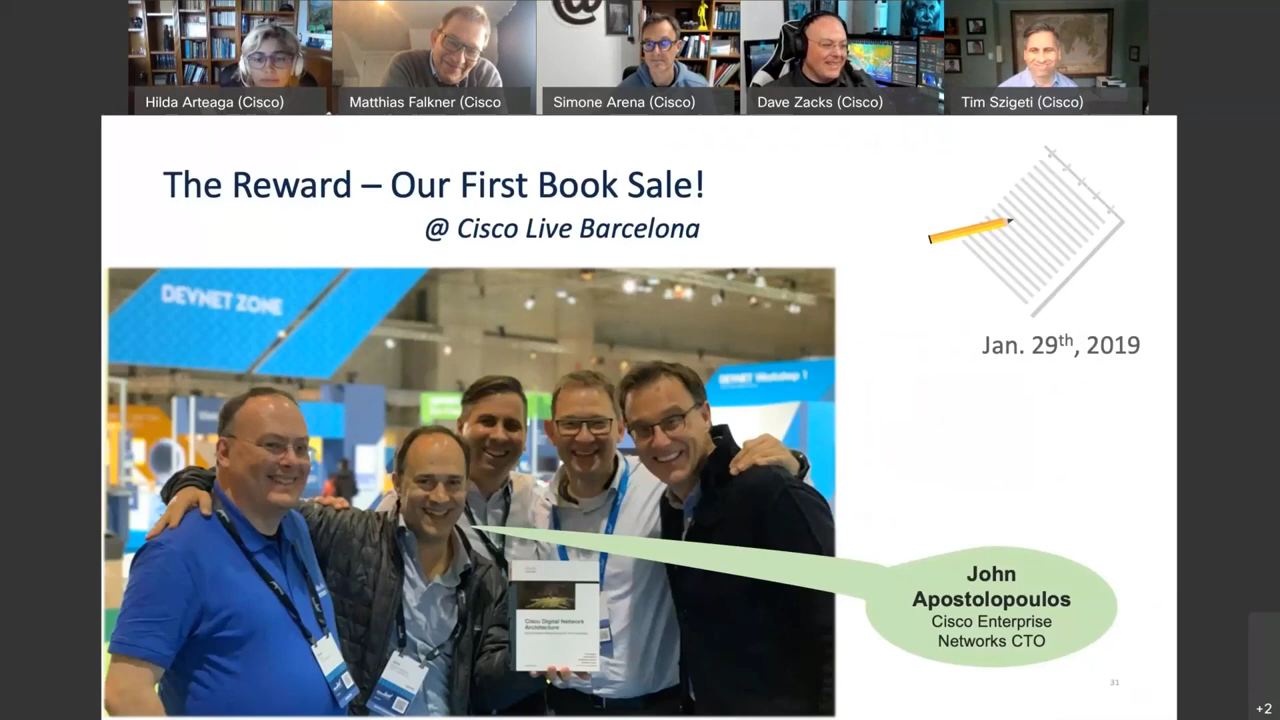 Hilda Arteaga (Cisco)
Matthias Falkner (Cisco
Simone Arena (Cisco)
Dave Zacks (Cisco)
Tim Szigeti (Cisco)
The Reward – Our First Book Sale!
@ Cisco Live Barcelona
Jan. 29th, 2019
DEVNET ZONE
DEVNET Workshop 1
Cisco Digital Network
Architecture
John
Apostolopoulos
Cisco Enterprise
Networks CTO
31
+2